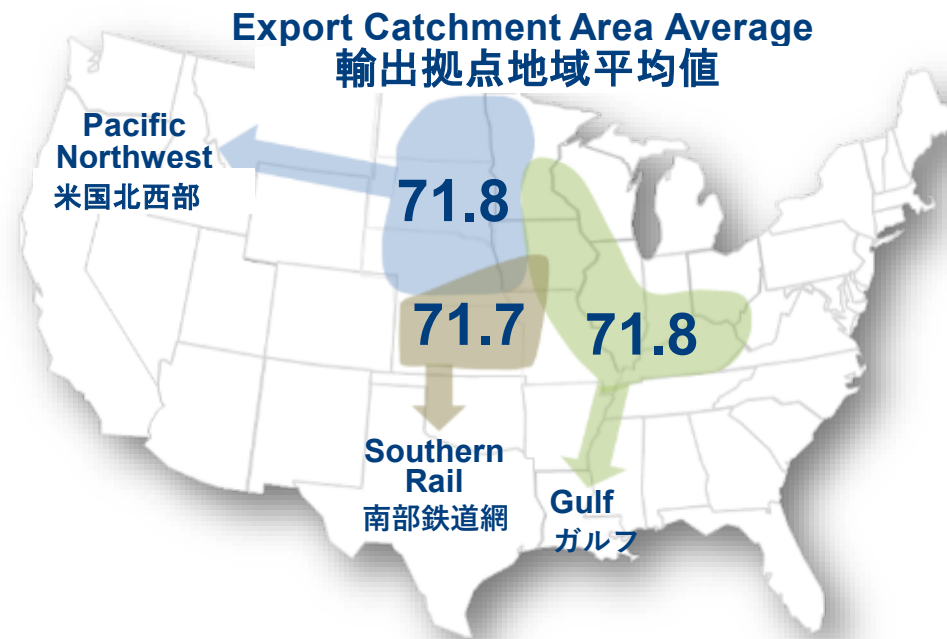 Export Catchment Area Average
輸出拠点地域平均値
Pacific
Northwest
米国北西部
71.8
71.7
71.8
Southern
Rail
南部鉄道網
Gulf
ガルフ